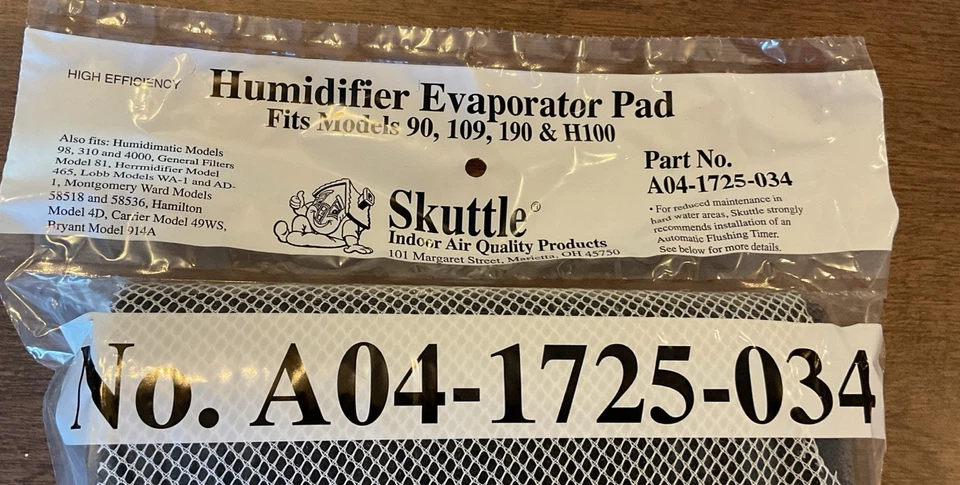 HIGH EFFICIENCY
Humidifier Evaporator Pad
Fits Models 90, 109, 190 & H100
Also fits: Humidimatic Models
98, 310 and 4000, General Filters
Model 81, Herrmidifier Model
465, Lobb Models WA-1 and AD-
1, Montgomery Ward Models
58518 and 58536, Hamilton
Model 4D, Carrier Model 49WS,
Bryant Model 914A
Skuttle®
Indoor Air Quality Products
101 Margaret Street, Marietta, OH 45750
Part No.
A04-1725-034
• For reduced maintenance in
hard water areas, Skuttle strongly
recommends installation of an
Automatic Flushing Timer.
See below for more details.
No. A04-1725-034